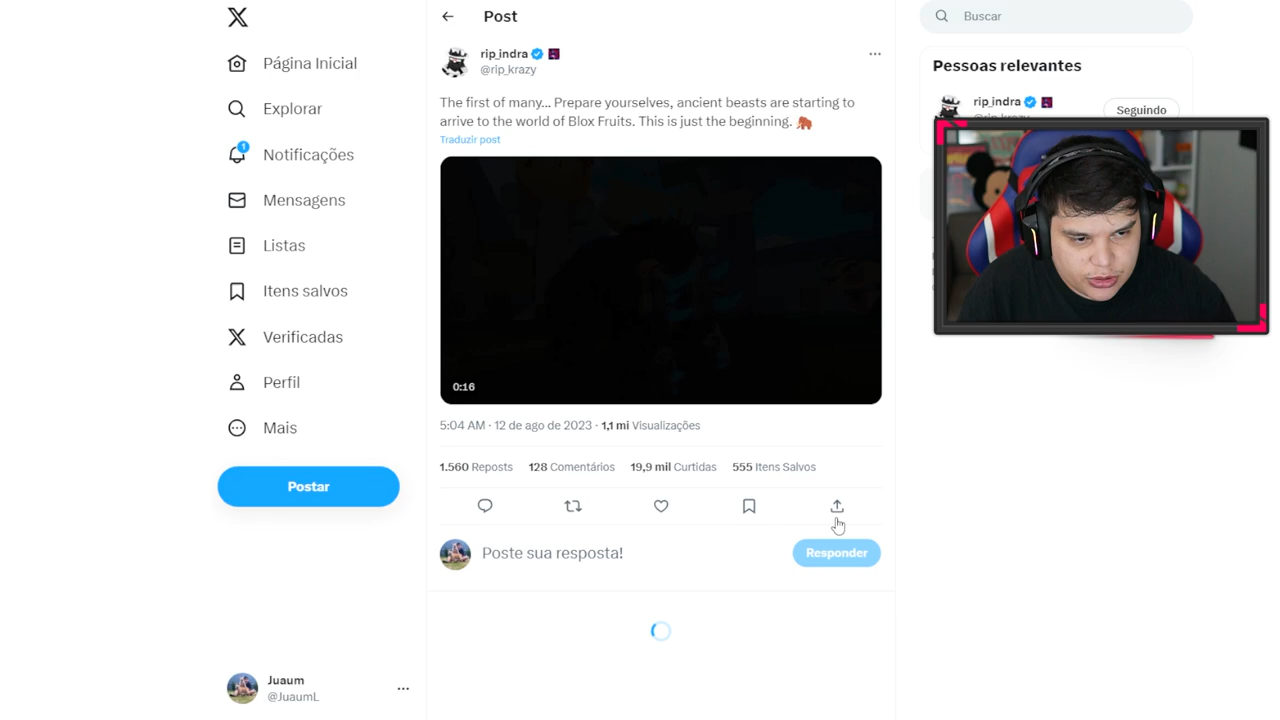 Post
Buscar
Página Inicial
Explorar
1
Notificações
Mensagens
Listas
Itens salvos
Verificadas
Perfil
Mais
Postar
Juaum
@JuaumL
rip_indra
@rip_krazy
The first of many... Prepare yourselves, ancient beasts are starting to
arrive to the world of Blox Fruits. This is just the beginning. 🦣
Traduzir post
0:16
5:04 AM · 12 de ago de 2023 · 1,1 mi Visualizações
1.560 Reposts 128 Comentários 19,9 mil Curtidas 555 Itens Salvos
Poste sua resposta!
Responder
Pessoas relevantes
rip_indra
Seguindo